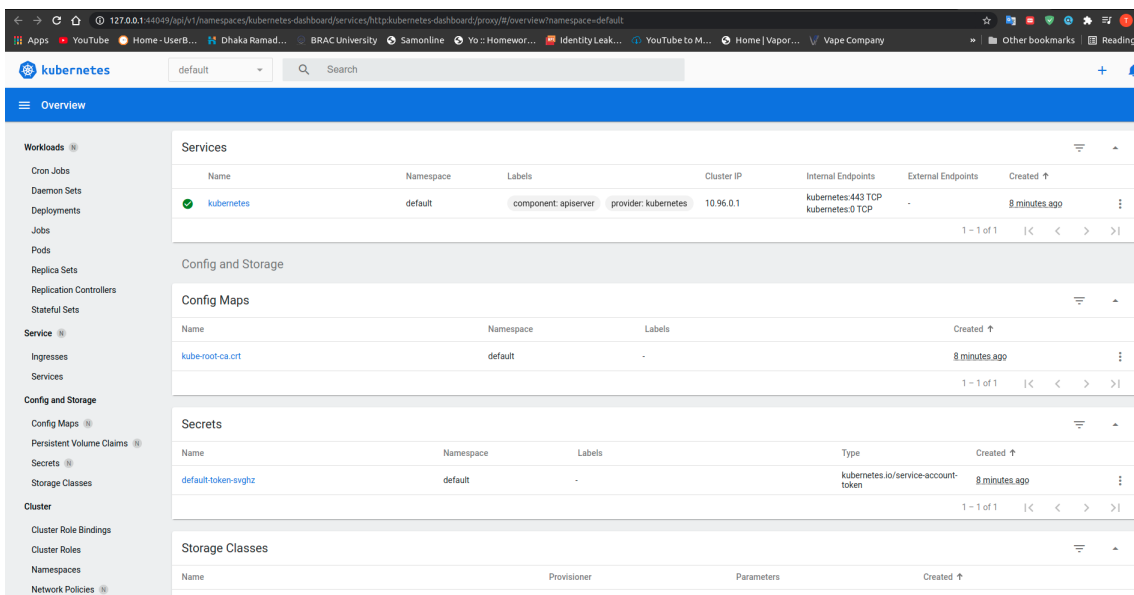 127.0.0.1:44049/api/v1/namespaces/kubernetes-dashboard/services/http:kubernetes-dashboard:/proxy/#/overview?namespace=default
Apps YouTube Home - UserB... Dhaka Ramad... BRAC University Samonline Yo :: Homewor... Identity Leak... YouTube to M... Home | Vapor... Vape Company » Other bookmarks Reading
kubernetes default Search +
Overview
Workloads N
Cron Jobs
Daemon Sets
Deployments
Jobs
Pods
Replica Sets
Replication Controllers
Stateful Sets
Service N
Ingresses
Services
Config and Storage
Config Maps N
Persistent Volume Claims N
Secrets N
Storage Classes
Cluster
Cluster Role Bindings
Cluster Roles
Namespaces
Network Policies N
Services
Name Namespace Labels Cluster IP Internal Endpoints External Endpoints Created ↑
kubernetes default component: apiserver provider: kubernetes 10.96.0.1 kubernetes:443 TCP - 8 minutes ago
kubernetes:0 TCP
1 – 1 of 1
Config and Storage
Config Maps
Name Namespace Labels Created ↑
kube-root-ca.crt default - 8 minutes ago
1 – 1 of 1
Secrets
Name Namespace Labels Type Created ↑
default-token-svghz default - kubernetes.io/service-account- 8 minutes ago
token
1 – 1 of 1
Storage Classes
Name Provisioner Parameters Created ↑